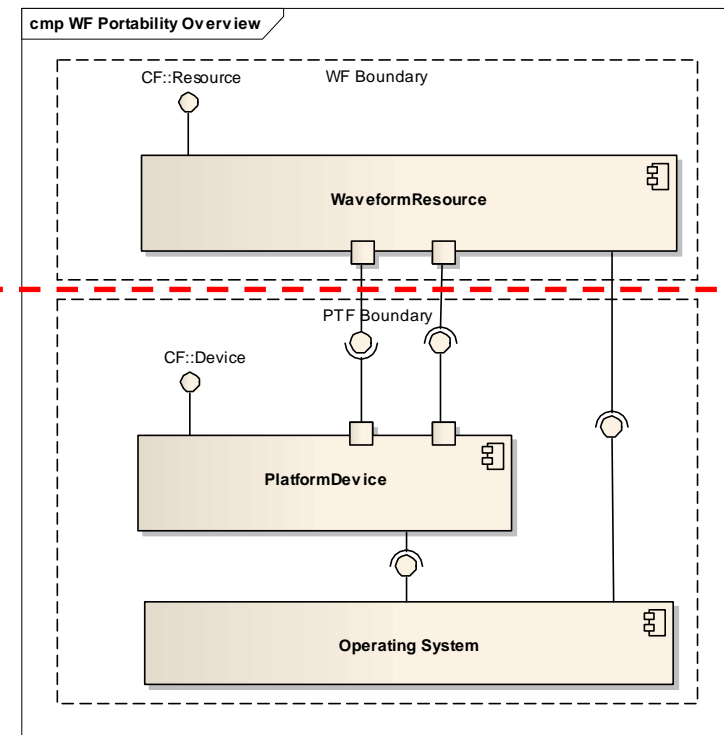 cmp WF Portability Overview
CF::Resource
WF Boundary
WaveformResource
PTF Boundary
CF::Device
PlatformDevice
Operating System